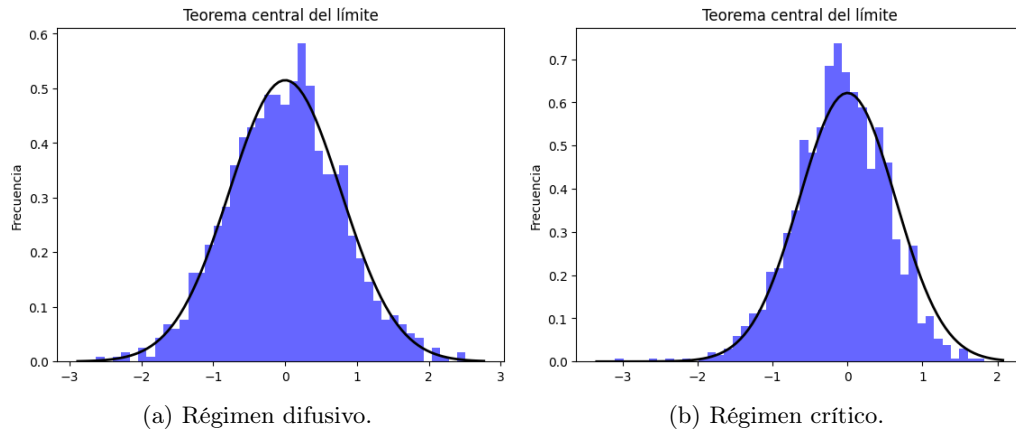 Teorema central del límite
0.6
0.5
0.4
0.3
0.2
0.1
0.0
Frecuencia
−3 −2 −1 0 1 2 3
(a) Régimen difusivo.
Teorema central del límite
0.7
0.6
0.5
0.4
0.3
0.2
0.1
0.0
Frecuencia
−3 −2 −1 0 1 2
(b) Régimen crítico.